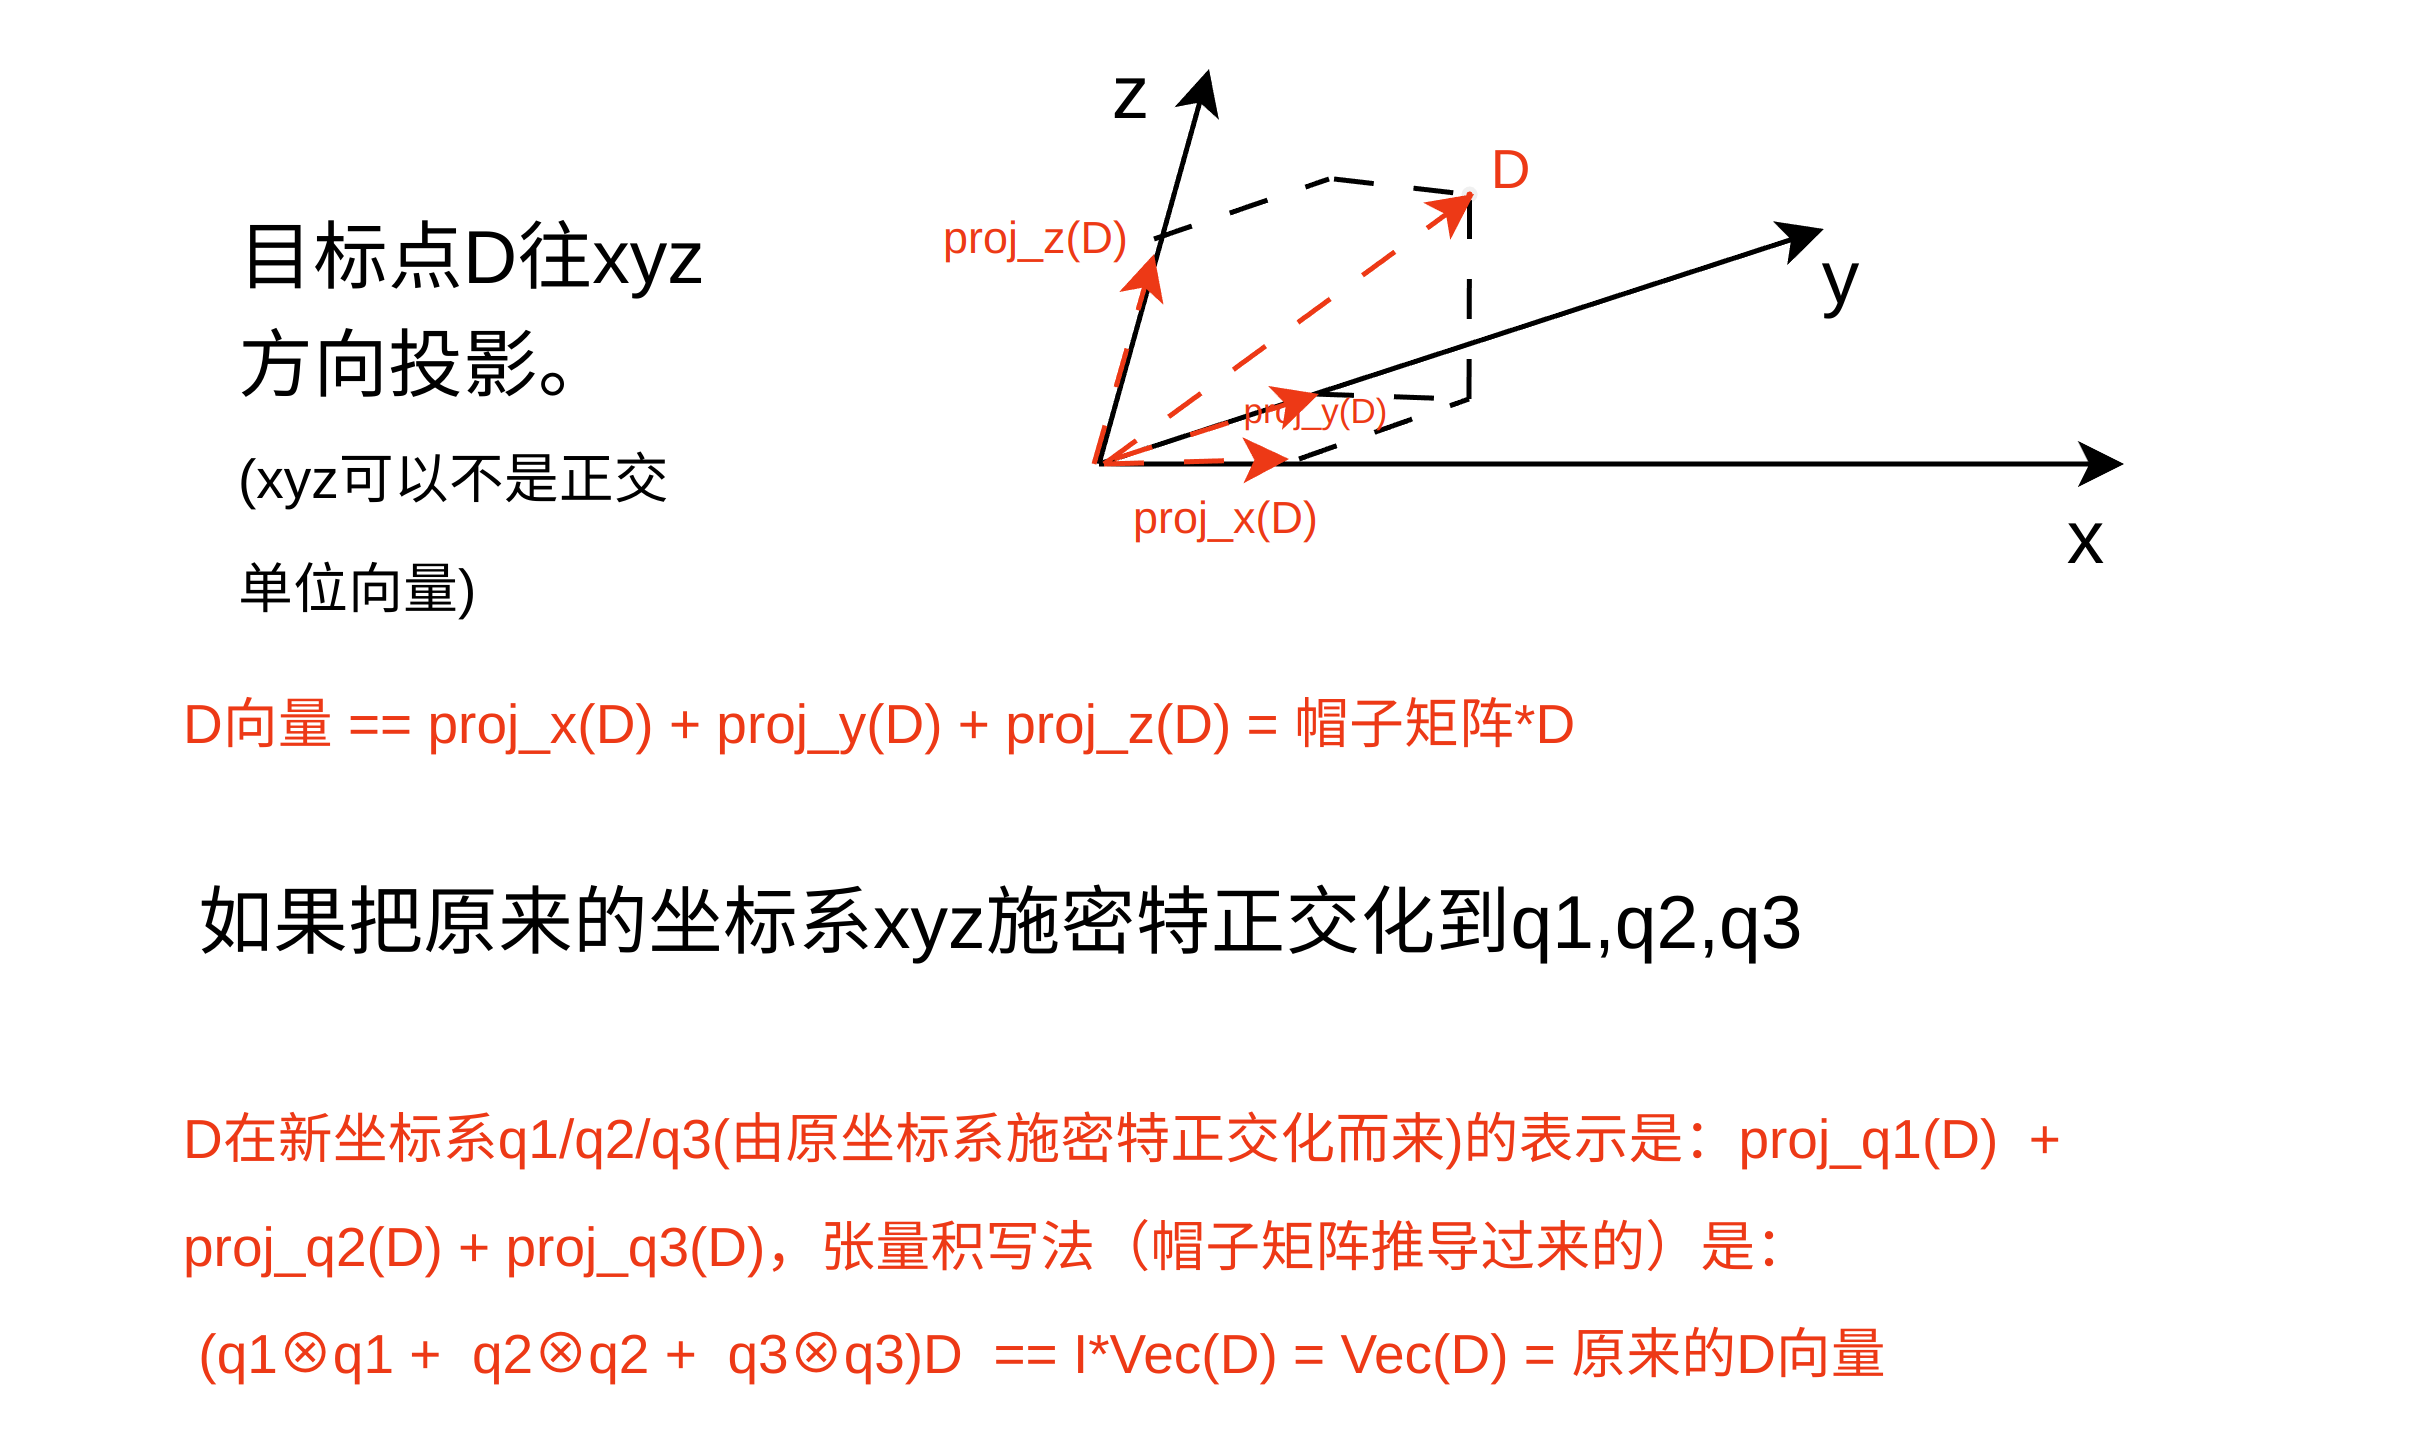 z
D
proj_z(D)
y
目标点D往xyz
方向投影。
proj_y(D)
(xyz可以不是正交
proj_x(D)
x
单位向量)
D向量 == proj_x(D) + proj_y(D) + proj_z(D) = 帽子矩阵*D
如果把原来的坐标系xyz施密特正交化到q1,q2,q3
D在新坐标系q1/q2/q3(由原坐标系施密特正交化而来)的表示是：proj_q1(D) +
proj_q2(D) + proj_q3(D)，张量积写法（帽子矩阵推导过来的）是：
(q1⊗q1 + q2⊗q2 + q3⊗q3)D == I*Vec(D) = Vec(D) = 原来的D向量